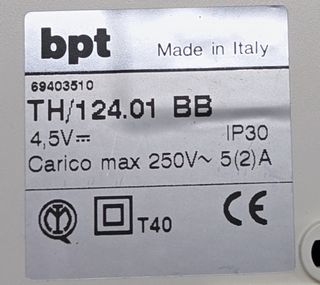 bpt
Made in Italy
69403510
TH/124.01 BB
4,5V⎓ IP30
Carico max 250V~ 5(2)A
T40 CE